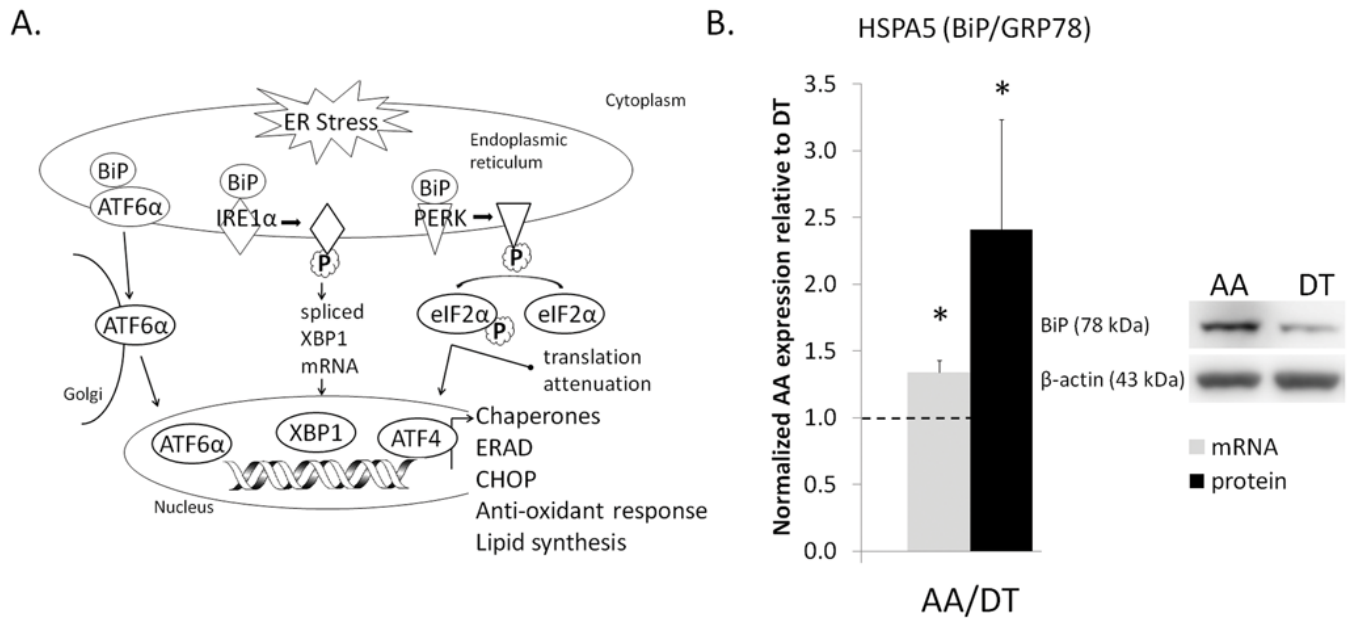 A.
ER Stress
Cytoplasm
Endoplasmic
reticulum
BiP
ATF6α
BiP
IRE1α
P
BiP
PERK
P
ATF6α
Golgi
spliced
XBP1
mRNA
eIF2α
P
eIF2α
translation
attenuation
ATF6α
XBP1
ATF4
Nucleus
Chaperones
ERAD
CHOP
Anti-oxidant response
Lipid synthesis
B.
HSPA5 (BiP/GRP78)
Normalized AA expression relative to DT
3.5
3.0
2.5
2.0
1.5
1.0
0.5
0.0
*
*
AA/DT
AA DT
BiP (78 kDa)
β-actin (43 kDa)
mRNA
protein